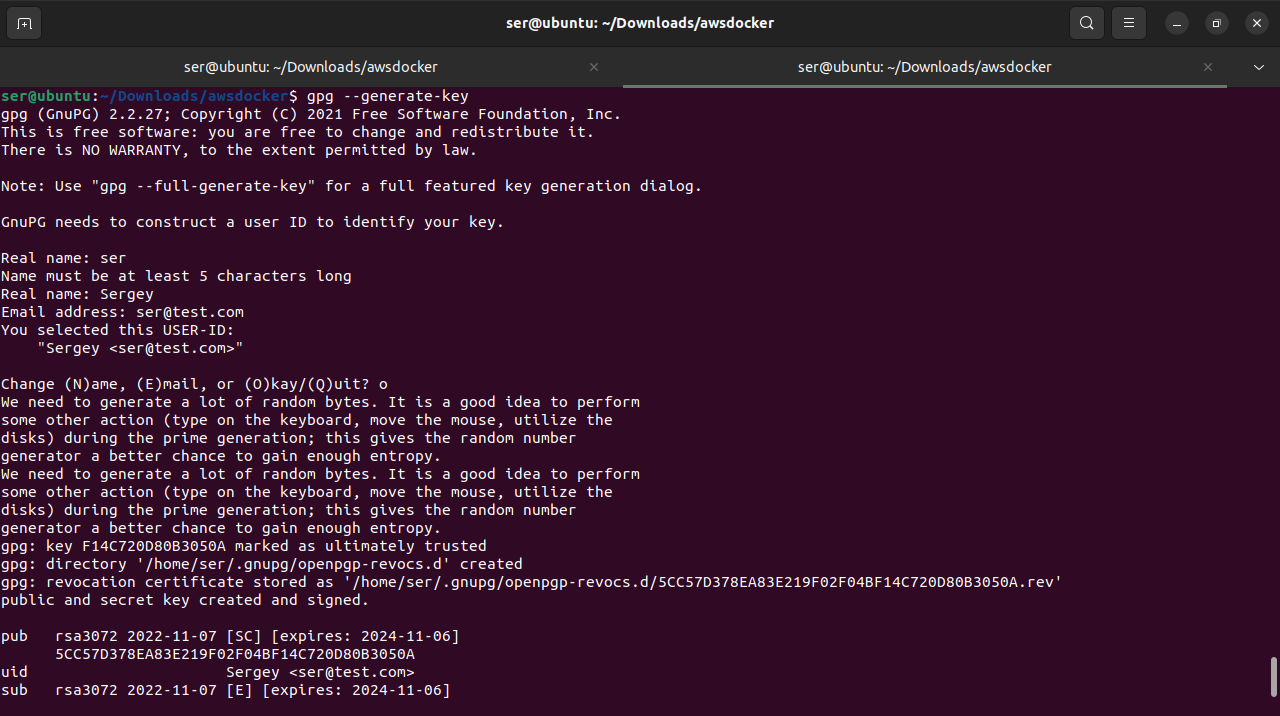 ser@ubuntu: ~/Downloads/awsdocker
ser@ubuntu: ~/Downloads/awsdocker
ser@ubuntu: ~/Downloads/awsdocker
ser@ubuntu:~/Downloads/awsdocker$ gpg --generate-key
gpg (GnuPG) 2.2.27; Copyright (C) 2021 Free Software Foundation, Inc.
This is free software: you are free to change and redistribute it.
There is NO WARRANTY, to the extent permitted by law.
Note: Use "gpg --full-generate-key" for a full featured key generation dialog.
GnuPG needs to construct a user ID to identify your key.
Real name: ser
Name must be at least 5 characters long
Real name: Sergey
Email address: ser@test.com
You selected this USER-ID:
"Sergey <ser@test.com>"
Change (N)ame, (E)mail, or (O)kay/(Q)uit? o
We need to generate a lot of random bytes. It is a good idea to perform
some other action (type on the keyboard, move the mouse, utilize the
disks) during the prime generation; this gives the random number
generator a better chance to gain enough entropy.
We need to generate a lot of random bytes. It is a good idea to perform
some other action (type on the keyboard, move the mouse, utilize the
disks) during the prime generation; this gives the random number
generator a better chance to gain enough entropy.
gpg: key F14C720D80B3050A marked as ultimately trusted
gpg: directory '/home/ser/.gnupg/openpgp-revocs.d' created
gpg: revocation certificate stored as '/home/ser/.gnupg/openpgp-revocs.d/5CC57D378EA83E219F02F04BF14C720D80B3050A.rev'
public and secret key created and signed.
pub   rsa3072 2022-11-07 [SC] [expires: 2024-11-06]
5CC57D378EA83E219F02F04BF14C720D80B3050A
uid                      Sergey <ser@test.com>
sub   rsa3072 2022-11-07 [E] [expires: 2024-11-06]